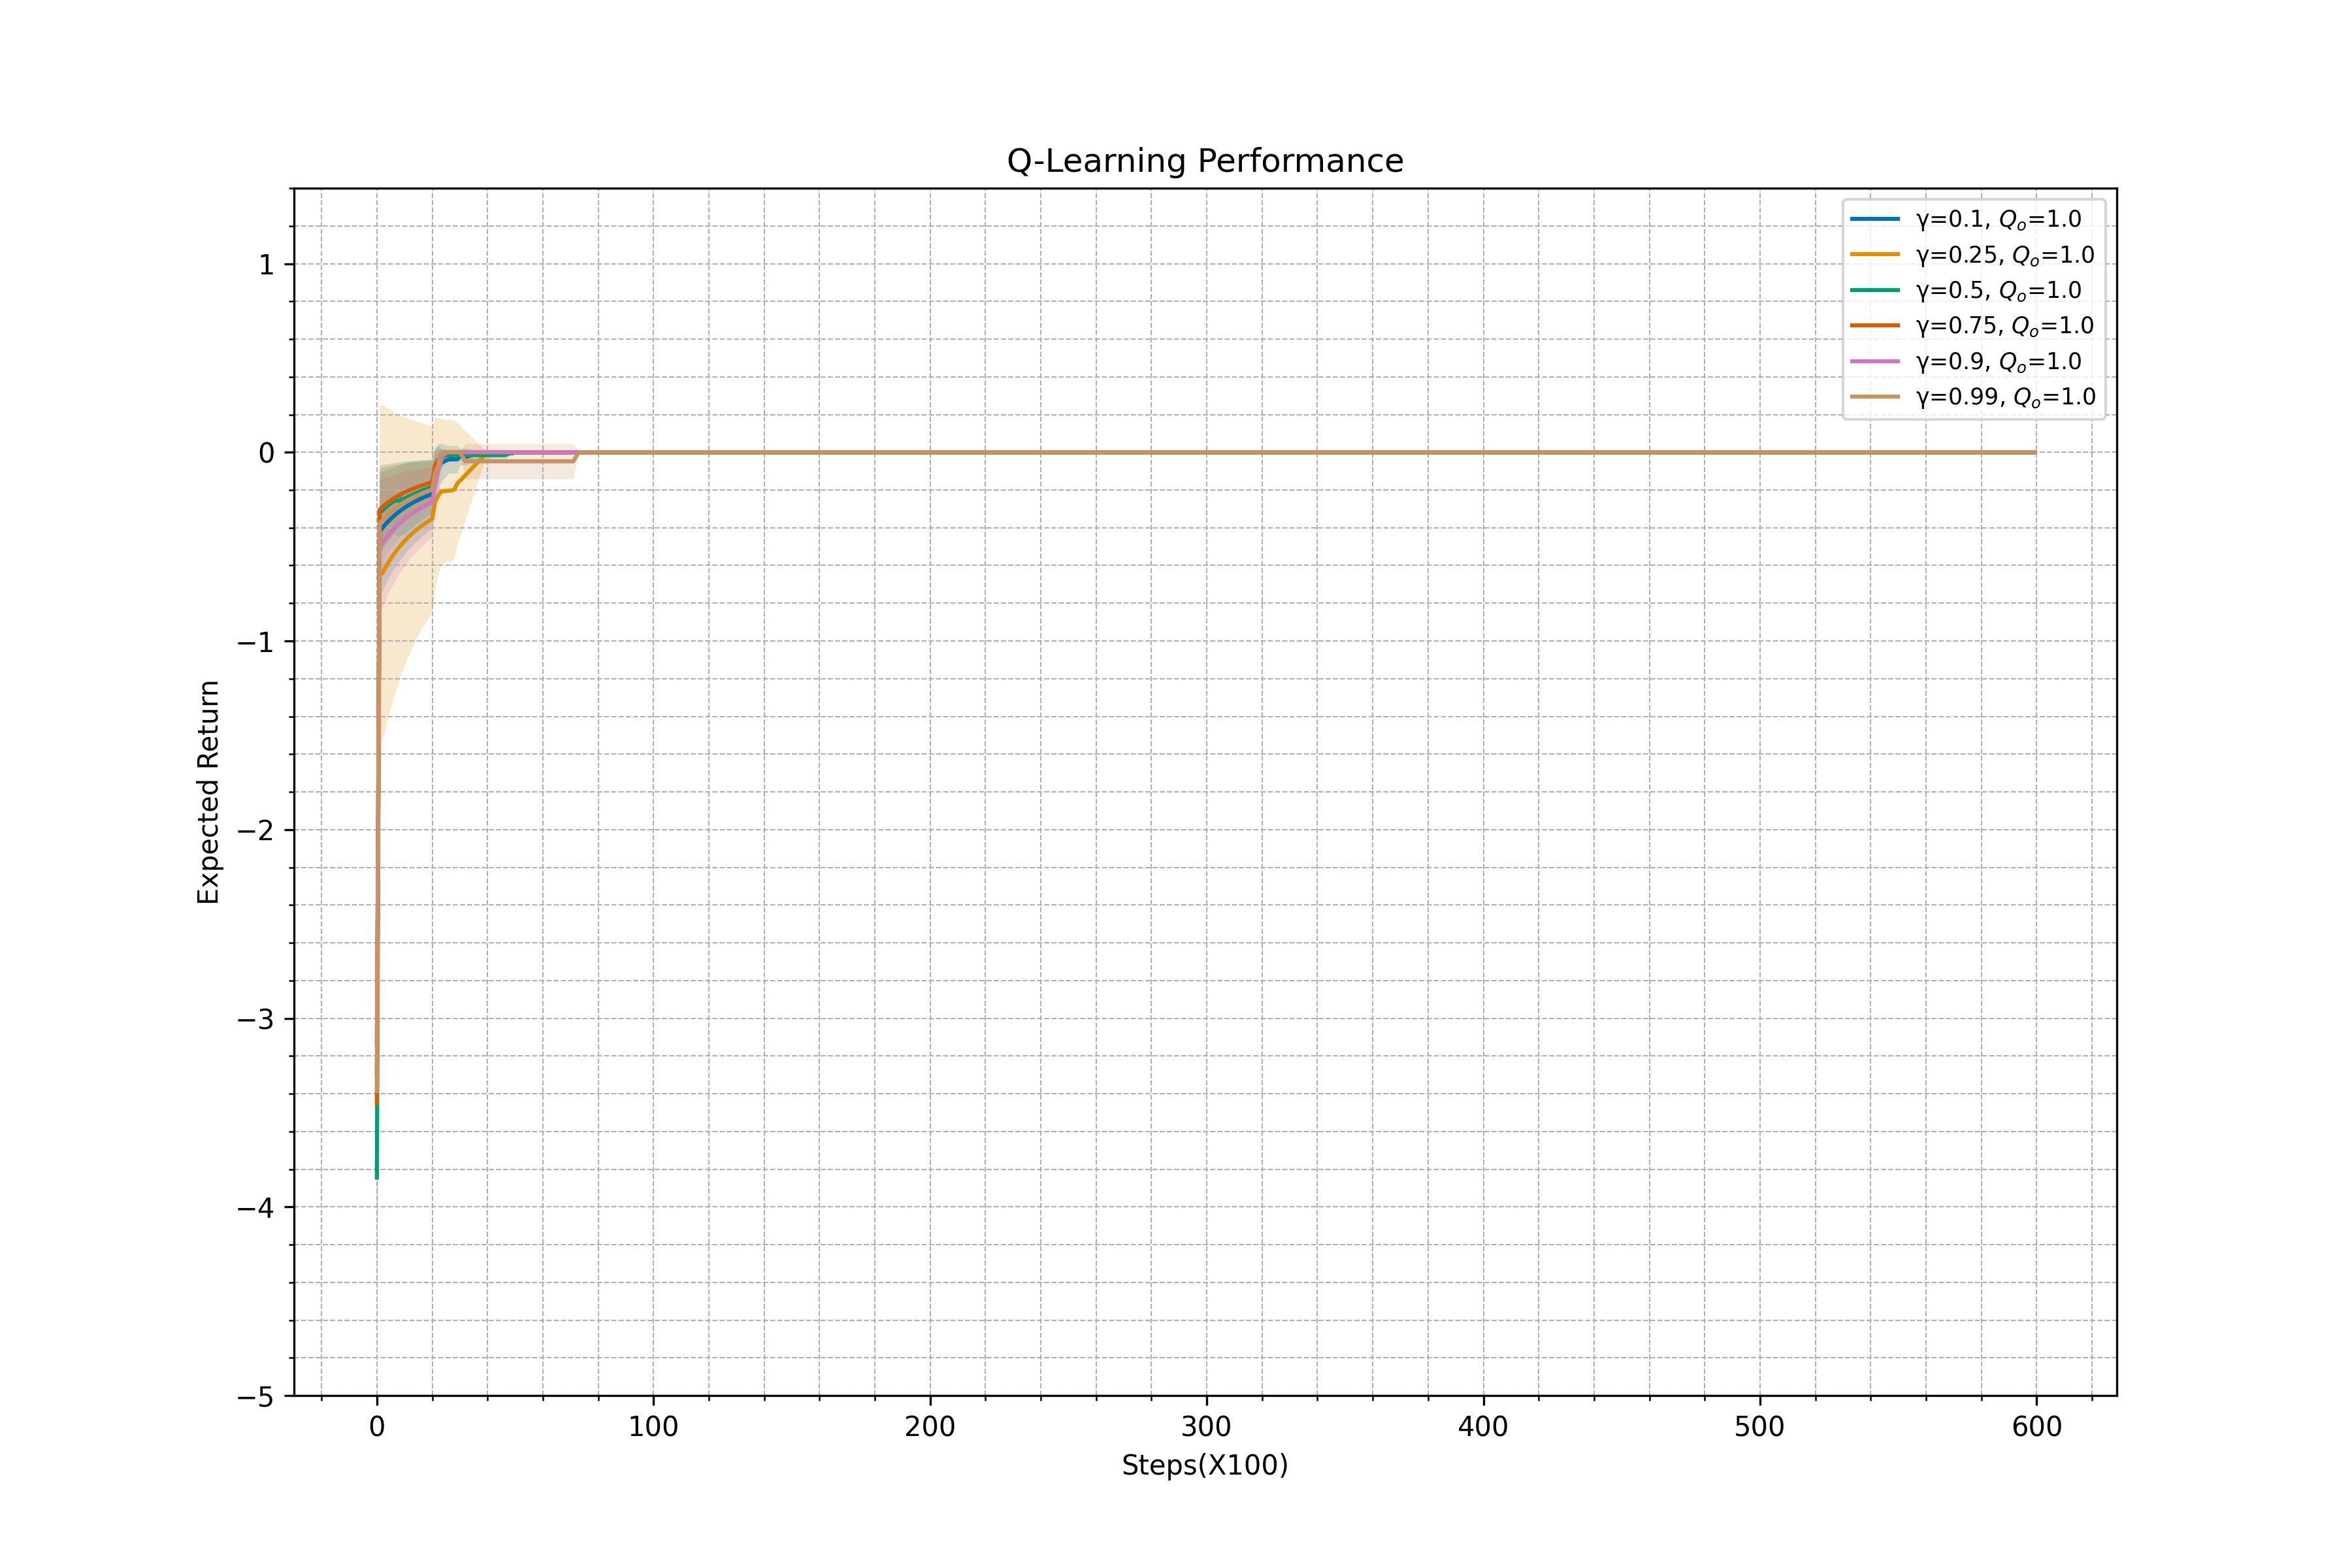 Q-Learning Performance
γ=0.1, Qₒ=1.0
γ=0.25, Qₒ=1.0
γ=0.5, Qₒ=1.0
γ=0.75, Qₒ=1.0
γ=0.9, Qₒ=1.0
γ=0.99, Qₒ=1.0
1
0
−1
−2
−3
−4
−5
Expected Return
0 100 200 300 400 500 600
Steps(X100)